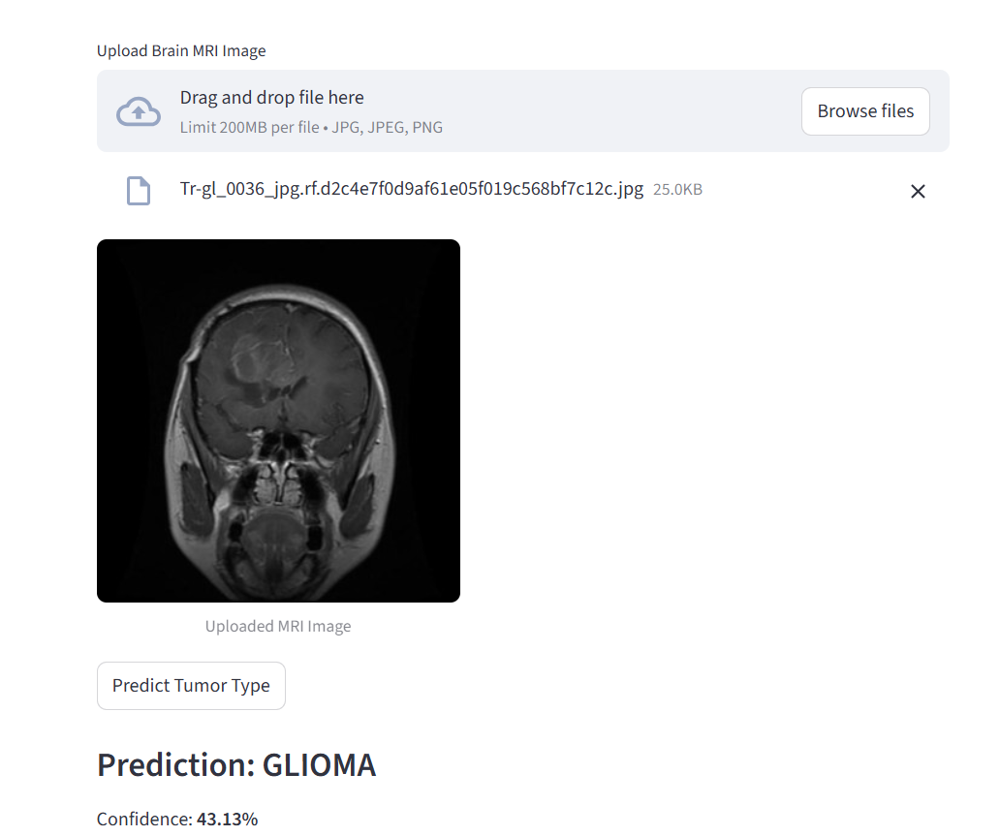 Upload Brain MRI Image
Drag and drop file here
Limit 200MB per file • JPG, JPEG, PNG
Browse files
Tr-gl_0036_jpg.rf.d2c4e7f0d9af61e05f019c568bf7c12c.jpg 25.0KB
Uploaded MRI Image
Predict Tumor Type
Prediction: GLIOMA
Confidence: 43.13%